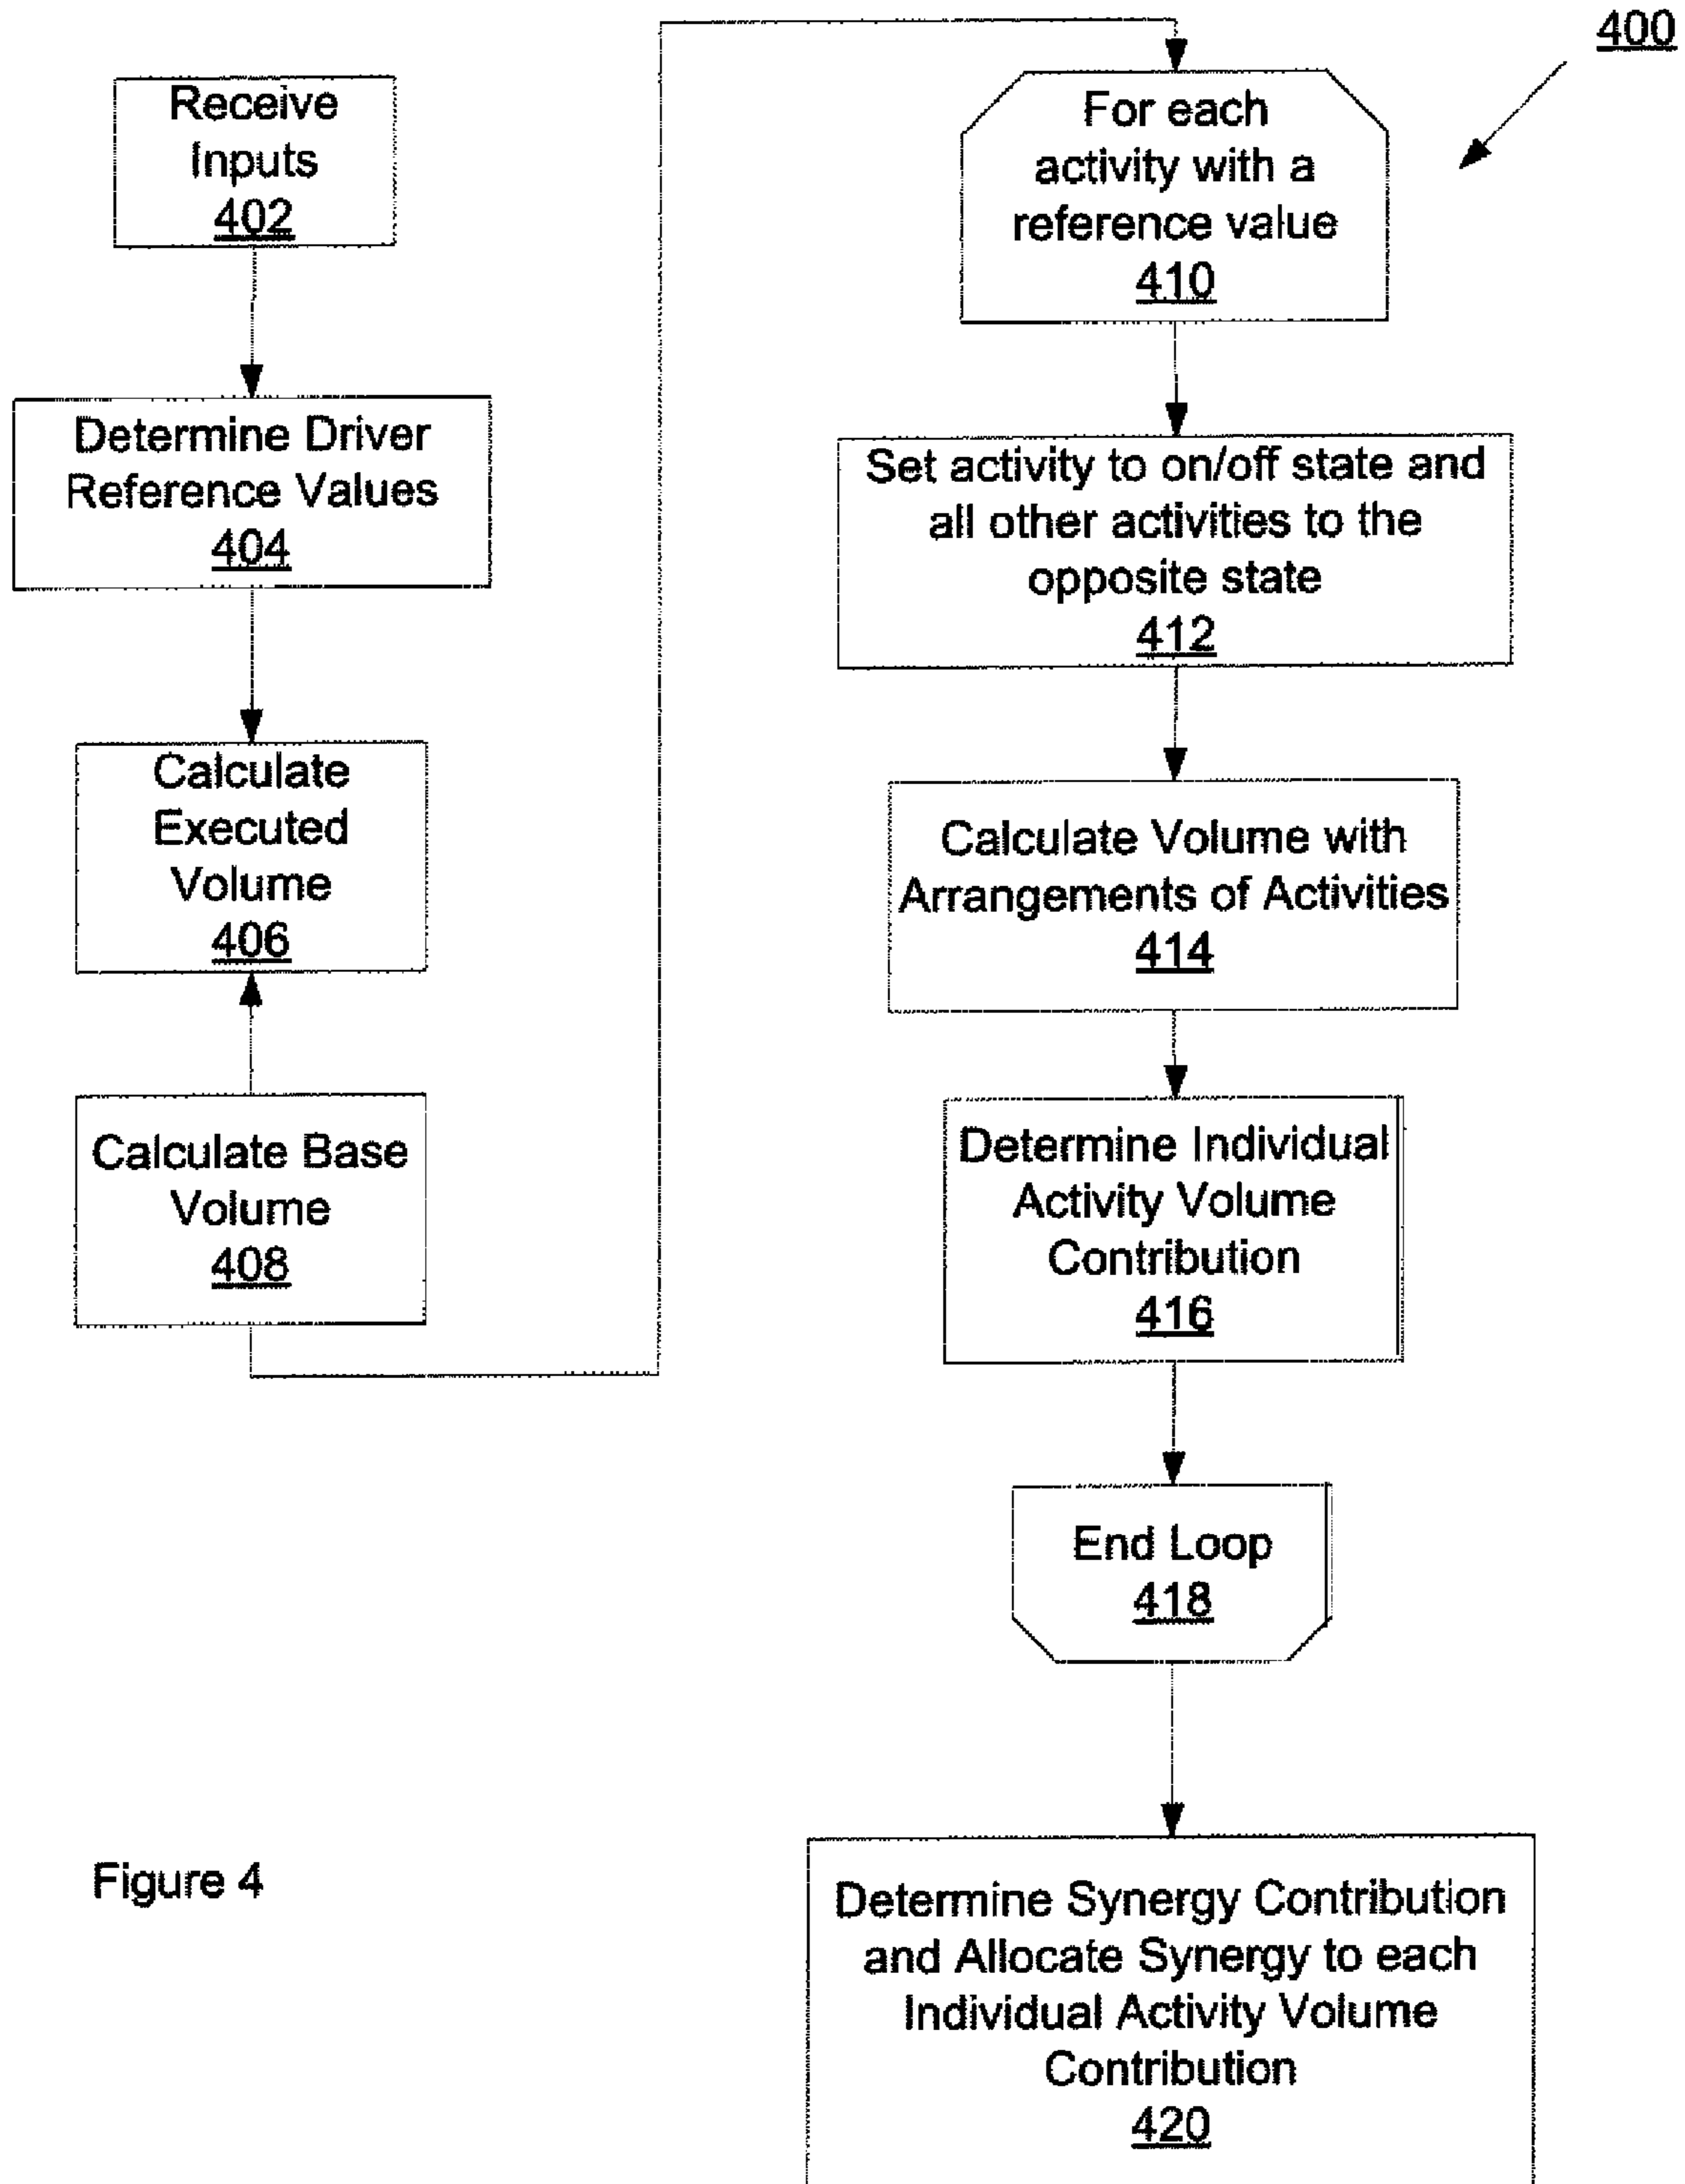 400
Receive
Inputs
402
Determine Driver
Reference Values
404
Calculate
Executed
Volume
406
Calculate Base
Volume
408
For each
activity with a
reference value
410
Set activity to on/off state and
all other activities to the
opposite state
412
Calculate Volume with
Arrangements of Activities
414
Determine Individual
Activity Volume
Contribution
416
End Loop
418
Determine Synergy Contribution
and Allocate Synergy to each
Individual Activity Volume
Contribution
420
Figure 4